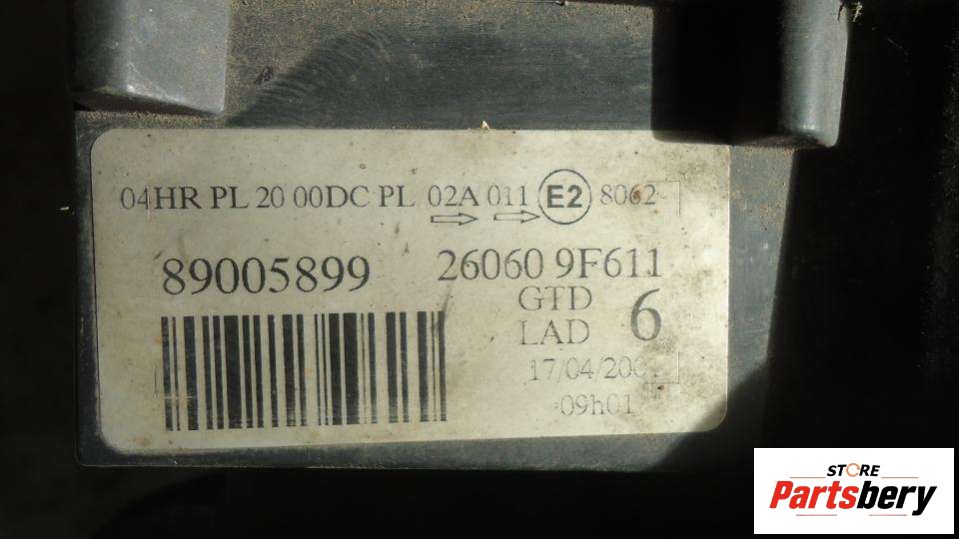 04HR PL 20 00DC PL 02A 011 E2 8062
89005899 26060 9F611
GTD
LAD 6
17/04/200
09h01
STORE
Partsbery